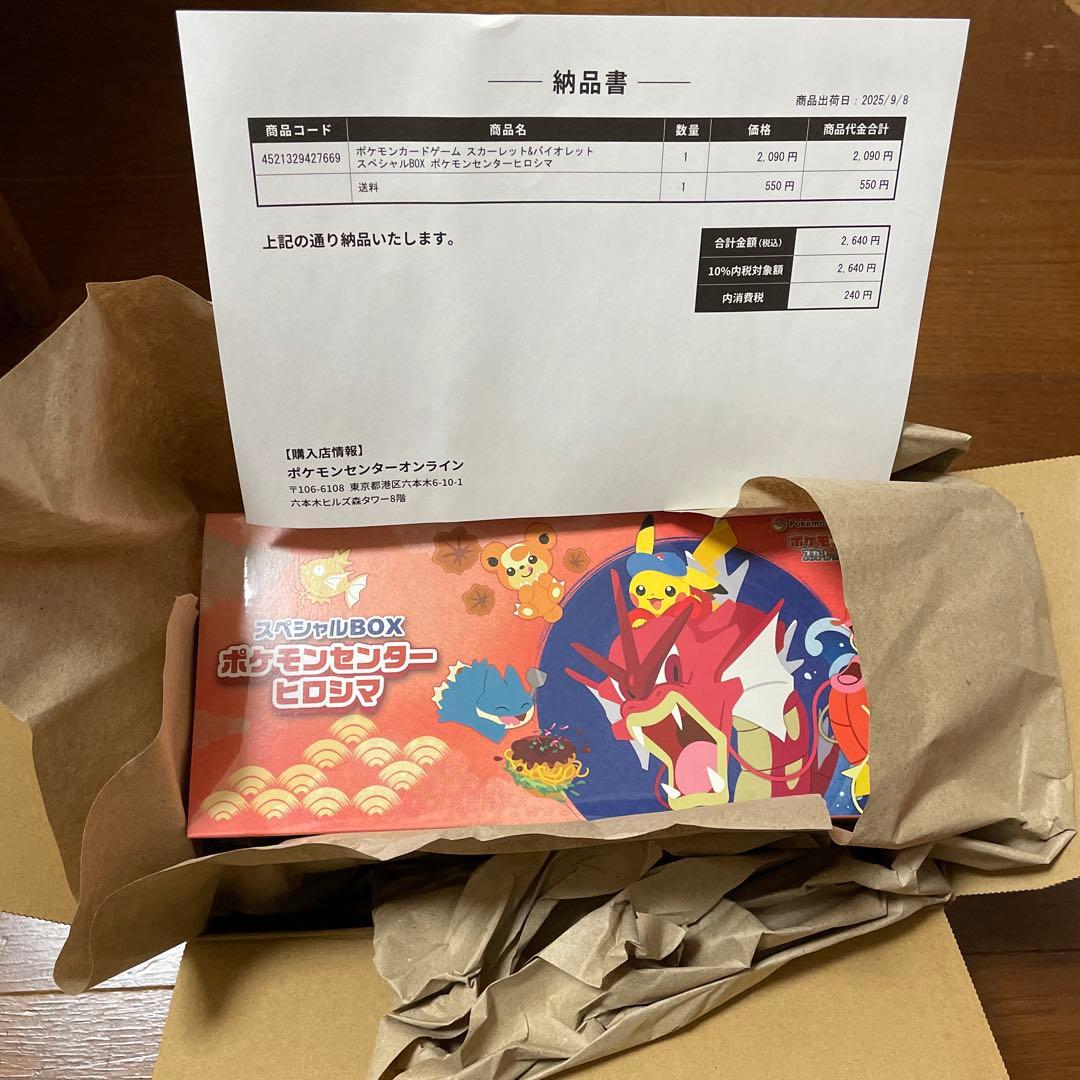 納品書
商品出荷日：2025/9/8
商品コード 商品名 数量 価格 商品代金合計
4521329427669 ポケモンカードゲーム スカーレット&バイオレット
スペシャルBOX ポケモンセンターヒロシマ 1 2,090円 2,090円
送料 1 550円 550円
上記の通り納品いたします。
合計金額(税込) 2,640円
10%内税対象額 2,640円
内消費税 240円
【購入店情報】
ポケモンセンターオンライン
〒106-6108 東京都港区六本木6-10-1
六本木ヒルズ森タワー8階
スペシャルBOX
ポケモンセンター
ヒロシマ